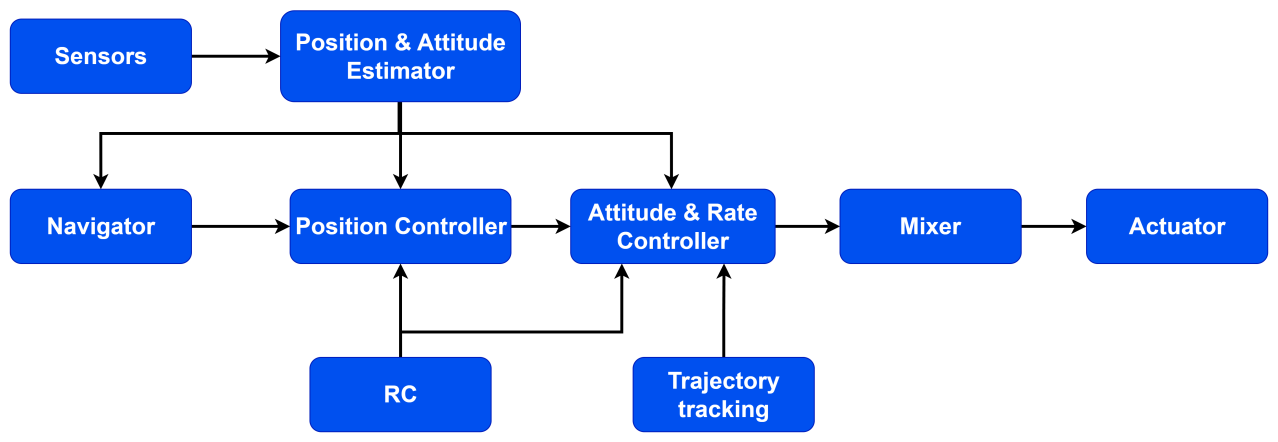 Sensors
Position & Attitude
Estimator
Navigator
Position Controller
Attitude & Rate
Controller
Mixer
Actuator
RC
Trajectory
tracking